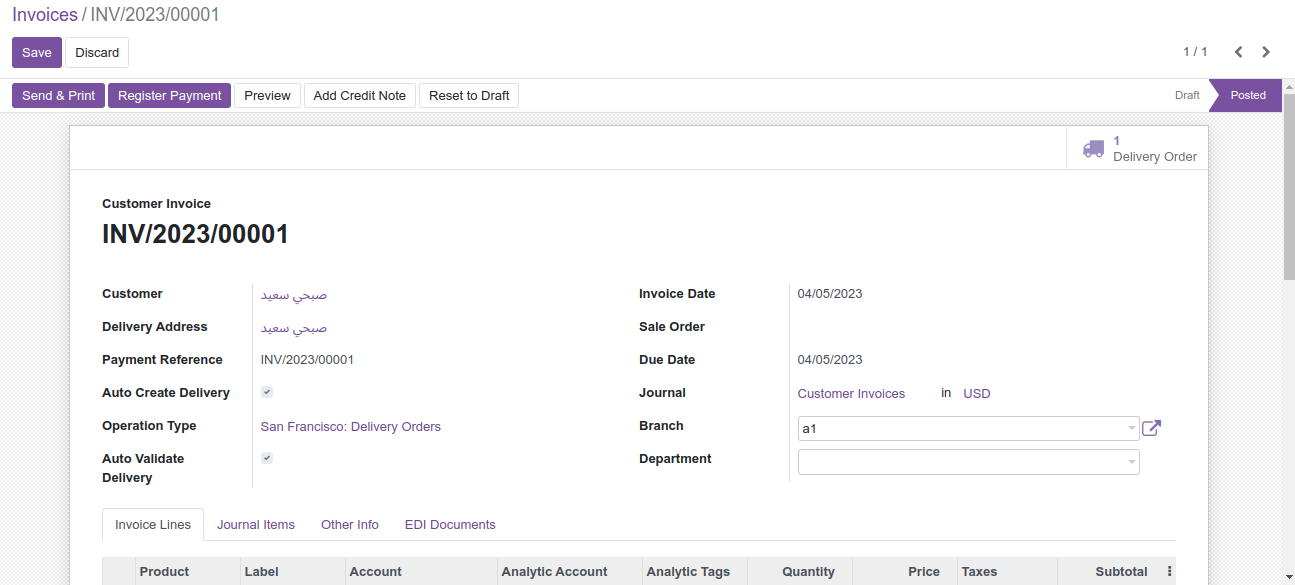 Invoices / INV/2023/00001
Save Discard 1 / 1
Send & Print Register Payment Preview Add Credit Note Reset to Draft Draft Posted
1
Delivery Order
Customer Invoice
INV/2023/00001
Customer صبحي سعيد Invoice Date 04/05/2023
Delivery Address صبحي سعيد Sale Order
Payment Reference INV/2023/00001 Due Date 04/05/2023
Auto Create Delivery Journal Customer Invoices in USD
Operation Type San Francisco: Delivery Orders Branch a1
Auto Validate Department
Delivery
Invoice Lines Journal Items Other Info EDI Documents
Product Label Account Analytic Account Analytic Tags Quantity Price Taxes Subtotal